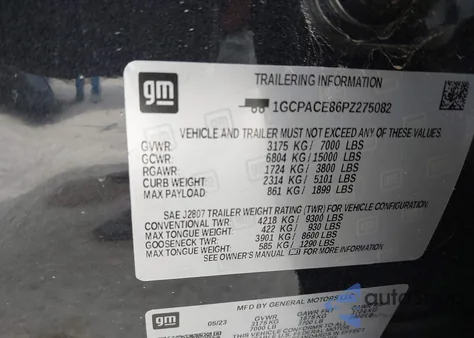 gm
TRAILERING INFORMATION
1GCPACE86PZ275082
VEHICLE AND TRAILER MUST NOT EXCEED ANY OF THESE VALUES.
GVWR: 3175 KG/ 7000 LBS
GCWR: 6804 KG/15000 LBS
RGAWR: 1724 KG/ 3800 LBS
CURB WEIGHT: 2314 KG/ 5101 LBS
MAX PAYLOAD: 861 KG/ 1899 LBS
SAE J2807 TRAILER WEIGHT RATING (TWR) FOR VEHICLE CONFIGURATION.
CONVENTIONAL TWR: 4218 KG/ 9300 LBS
MAX TONGUE WEIGHT: 422 KG/ 930 LBS
GOOSENECK TWR: 3901 KG/ 8600 LBS
MAX TONGUE WEIGHT: 585 KG/ 1290 LBS
SEE OWNER'S MANUAL FOR MORE INFORMATION
gm
MFD BY GENERAL MOTORS LLC
05/23 GVWR GAWR FRT
3175 KG
7000 LB